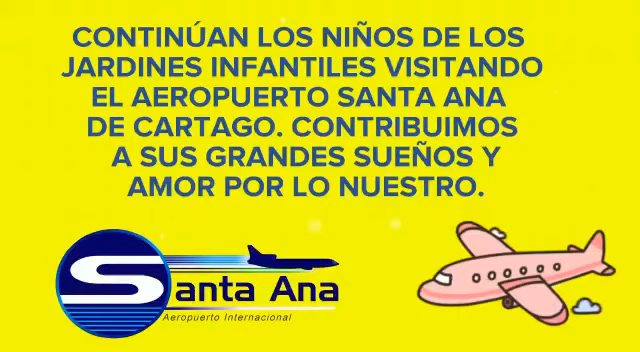 CONTINÚAN LOS NIÑOS DE LOS
JARDINES INFANTILES VISITANDO
EL AEROPUERTO SANTA ANA
DE CARTAGO. CONTRIBUIMOS
A SUS GRANDES SUEÑOS Y
AMOR POR LO NUESTRO.
Santa Ana
Aeropuerto Internacional